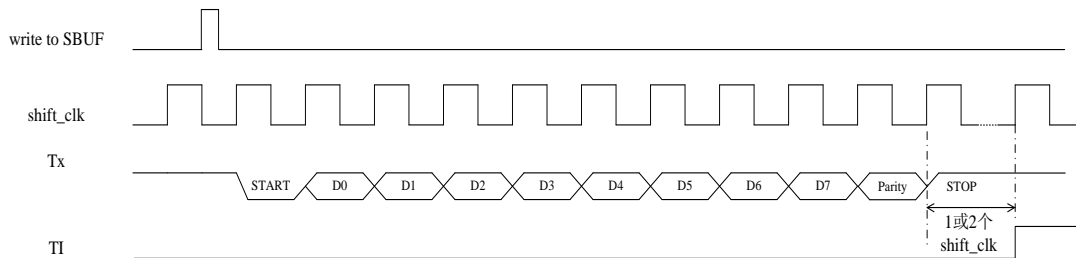 write to SBUF
shift_clk
Tx
START D0 D1 D2 D3 D4 D5 D6 D7 Parity STOP
1或2个
shift_clk
TI